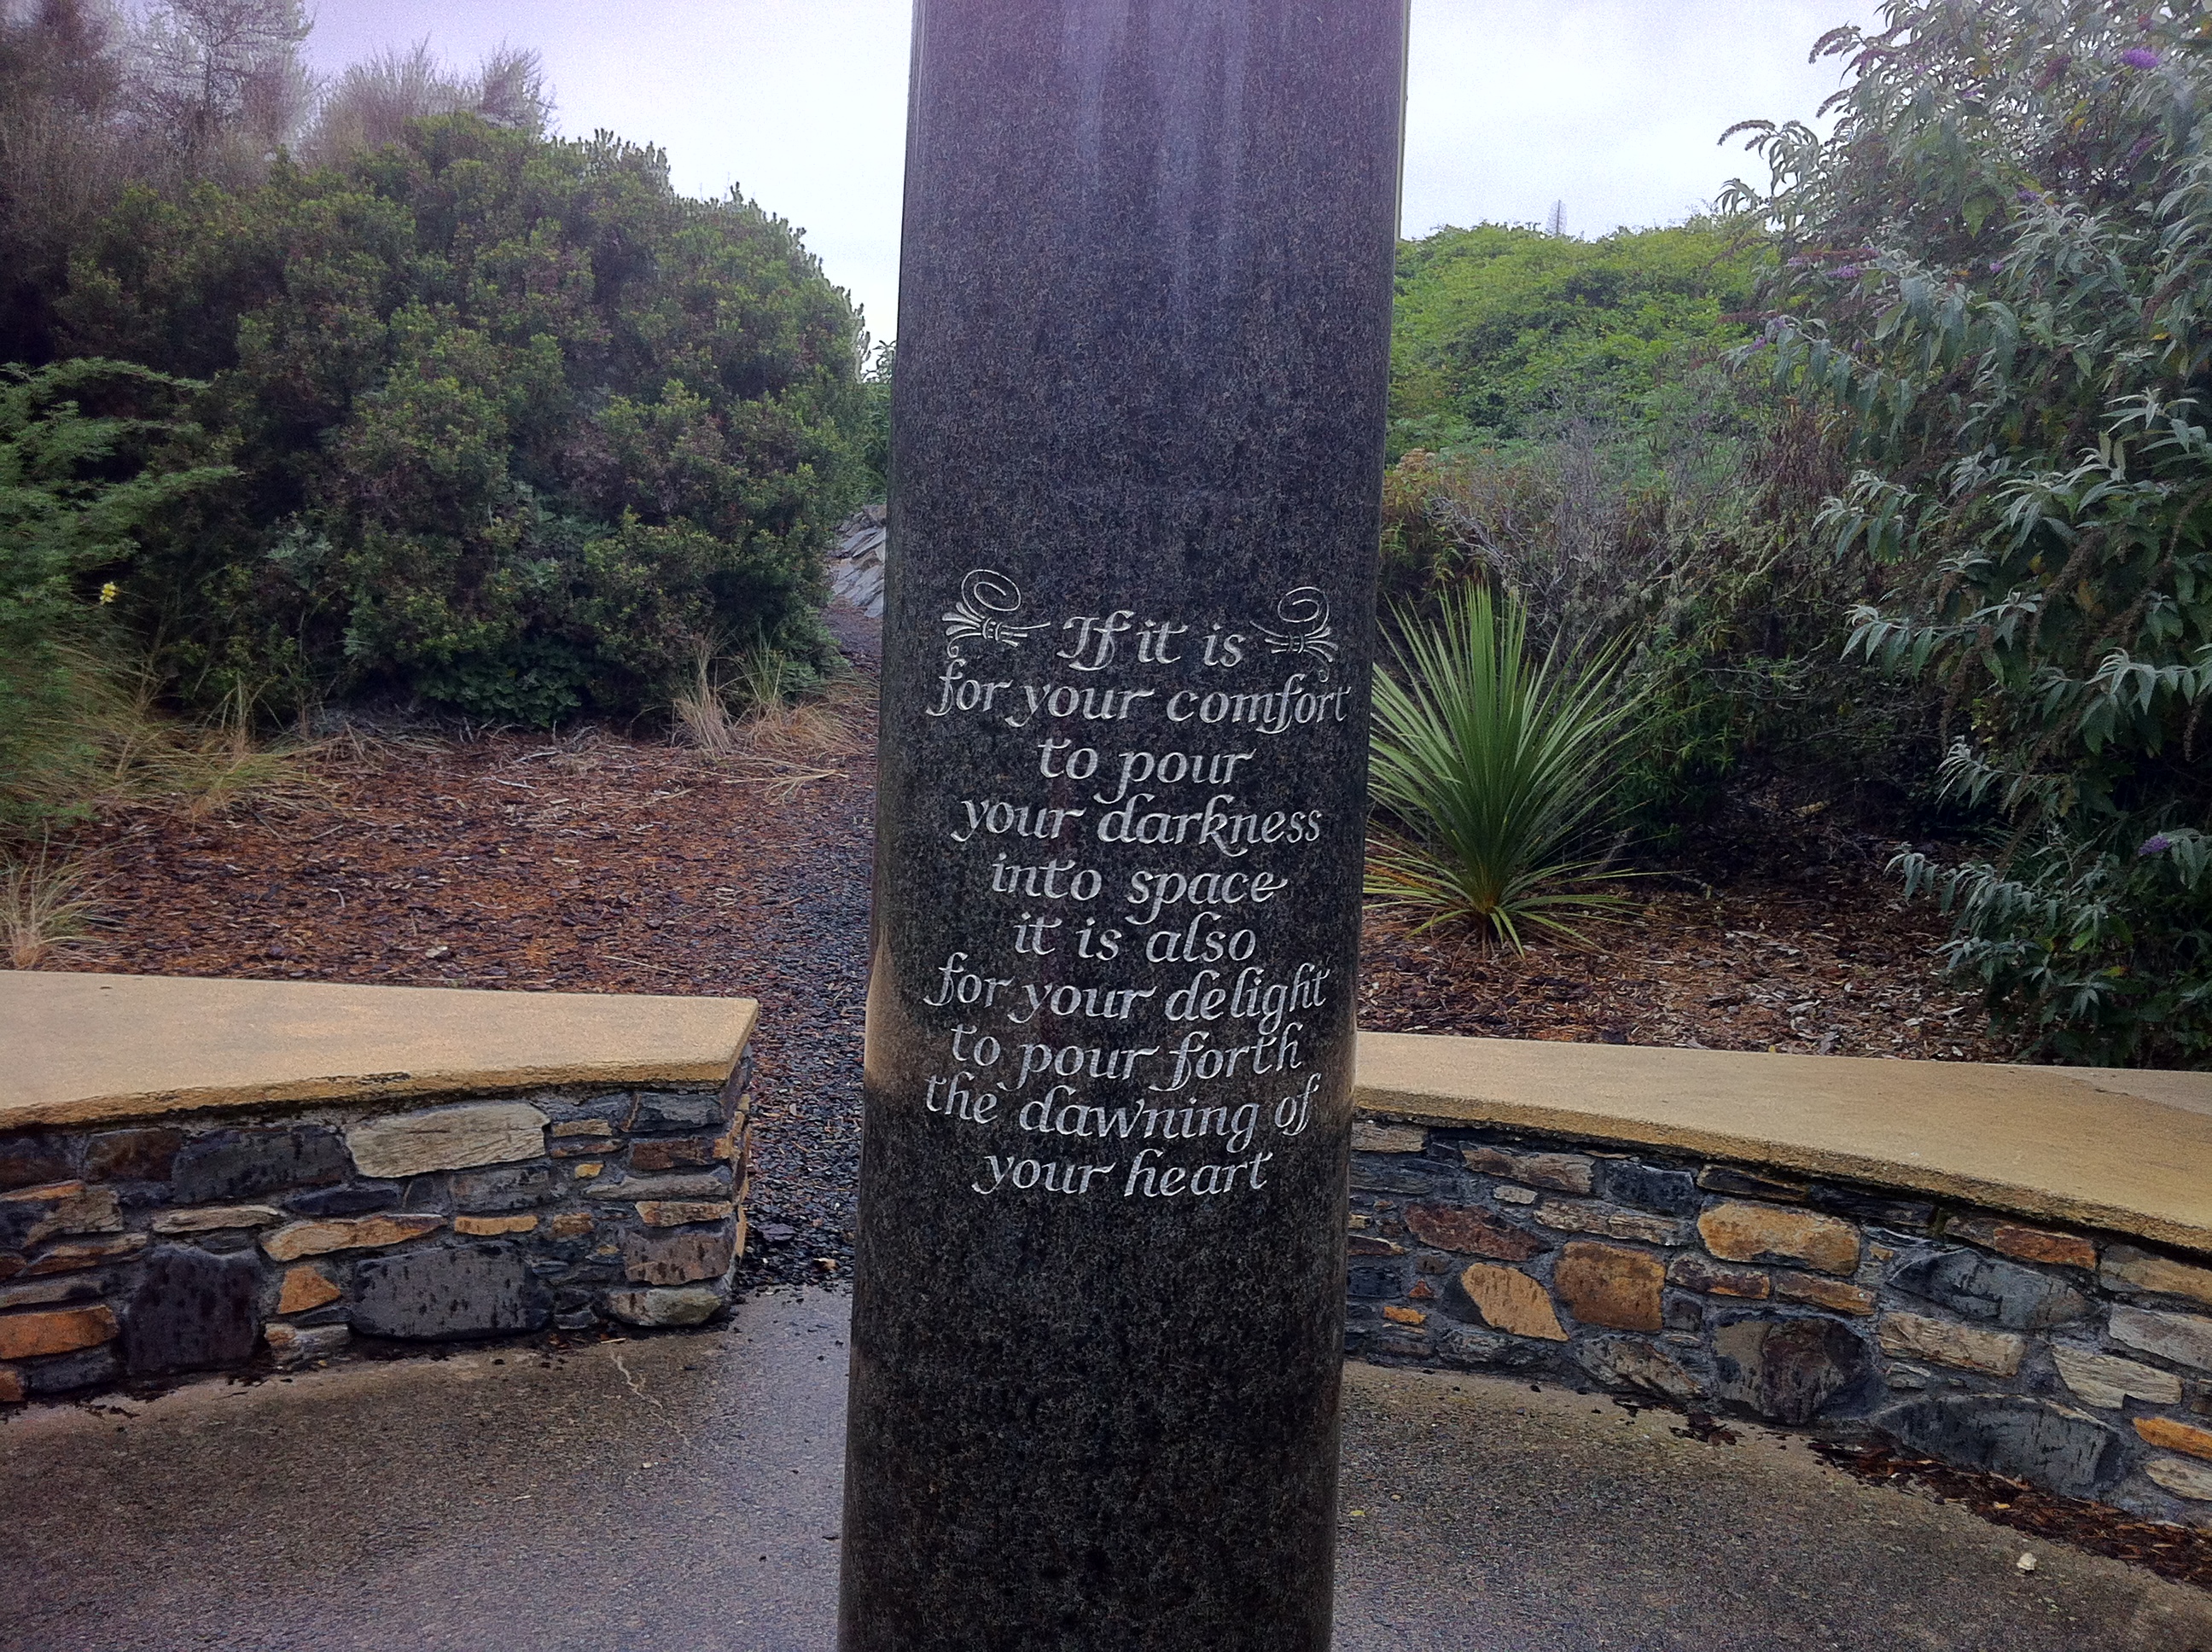 If it is
for your comfort
to pour
your darkness
into space
it is also
for your delight
to pour forth
the dawning of
your heart